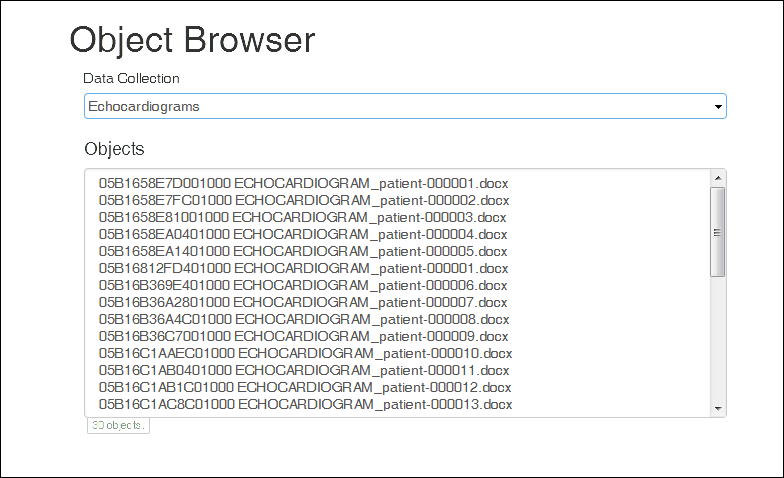 Object Browser
Data Collection
Echocardiograms
Objects
05B1658E7D001000 ECHOCARDIOGRAM_patient-000001.docx
05B1658E7FC01000 ECHOCARDIOGRAM_patient-000002.docx
05B1658E81001000 ECHOCARDIOGRAM_patient-000003.docx
05B1658EA0401000 ECHOCARDIOGRAM_patient-000004.docx
05B1658EA1401000 ECHOCARDIOGRAM_patient-000005.docx
05B16812FD401000 ECHOCARDIOGRAM_patient-000001.docx
05B16B369E401000 ECHOCARDIOGRAM_patient-000006.docx
05B16B36A2801000 ECHOCARDIOGRAM_patient-000007.docx
05B16B36A4C01000 ECHOCARDIOGRAM_patient-000008.docx
05B16B36C7001000 ECHOCARDIOGRAM_patient-000009.docx
05B16C1AAEC01000 ECHOCARDIOGRAM_patient-000010.docx
05B16C1AB0401000 ECHOCARDIOGRAM_patient-000011.docx
05B16C1AB1C01000 ECHOCARDIOGRAM_patient-000012.docx
05B16C1AC8C01000 ECHOCARDIOGRAM_patient-000013.docx
30 objects.